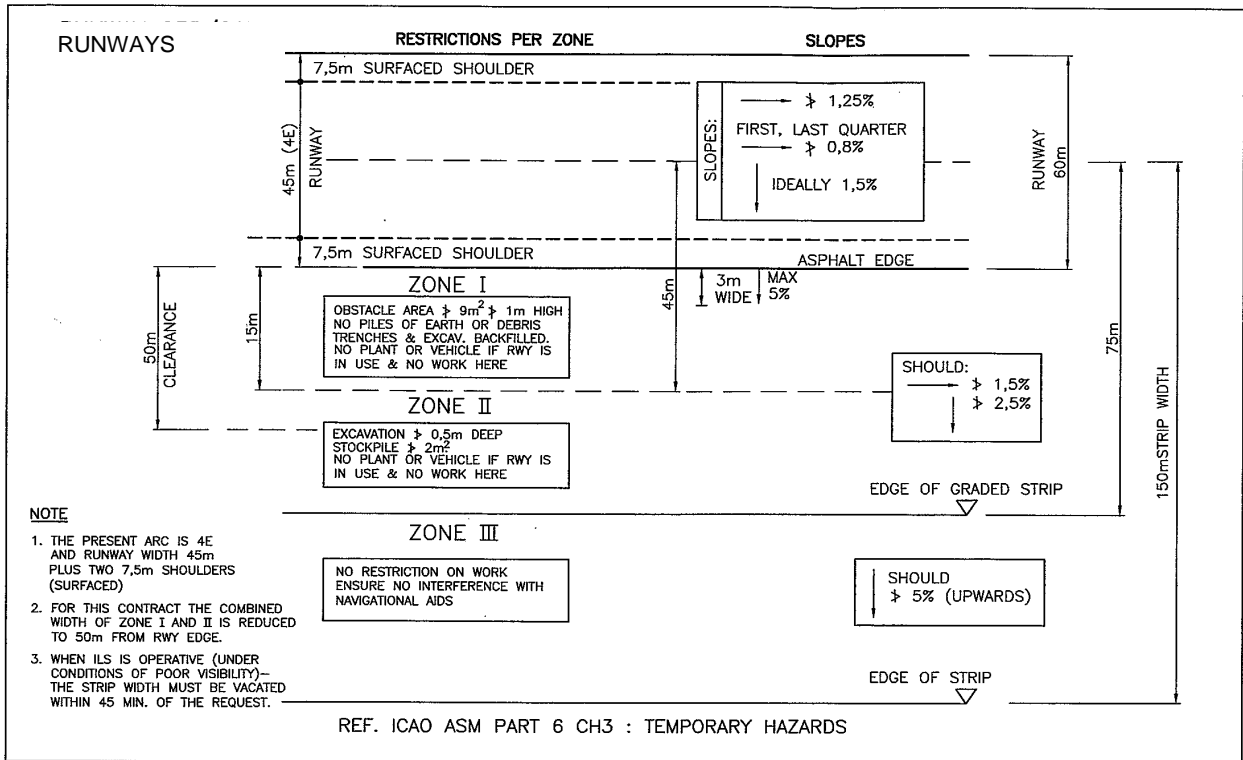 RUNWAYS
RESTRICTIONS PER ZONE
SLOPES
7,5m SURFACED SHOULDER
45m (4E)
RUNWAY
SLOPES:
⊁ 1,25%
FIRST, LAST QUARTER
⊁ 0,8%
IDEALLY 1,5%
RUNWAY
60m
7,5m SURFACED SHOULDER
ASPHALT EDGE
50m
CLEARANCE
15m
ZONE I
OBSTACLE AREA ⊁ 9m² ⊁ 1m HIGH
NO PILES OF EARTH OR DEBRIS
TRENCHES & EXCAV. BACKFILLED.
NO PLANT OR VEHICLE IF RWY IS
IN USE & NO WORK HERE
45m
3m
WIDE
MAX
5%
75m
150mSTRIP WIDTH
SHOULD:
⊁ 1,5%
⊁ 2,5%
ZONE II
EXCAVATION ⊁ 0,5m DEEP
STOCKPILE ⊁ 2m²
NO PLANT OR VEHICLE IF RWY IS
IN USE & NO WORK HERE
EDGE OF GRADED STRIP
ZONE III
NO RESTRICTION ON WORK
ENSURE NO INTERFERENCE WITH
NAVIGATIONAL AIDS
SHOULD
⊁ 5% (UPWARDS)
EDGE OF STRIP
NOTE
1. THE PRESENT ARC IS 4E
AND RUNWAY WIDTH 45m
PLUS TWO 7,5m SHOULDERS
(SURFACED)
2. FOR THIS CONTRACT THE COMBINED
WIDTH OF ZONE I AND II IS REDUCED
TO 50m FROM RWY EDGE.
3. WHEN ILS IS OPERATIVE (UNDER
CONDITIONS OF POOR VISIBILITY)–
THE STRIP WIDTH MUST BE VACATED
WITHIN 45 MIN. OF THE REQUEST.
REF. ICAO ASM PART 6 CH3 : TEMPORARY HAZARDS